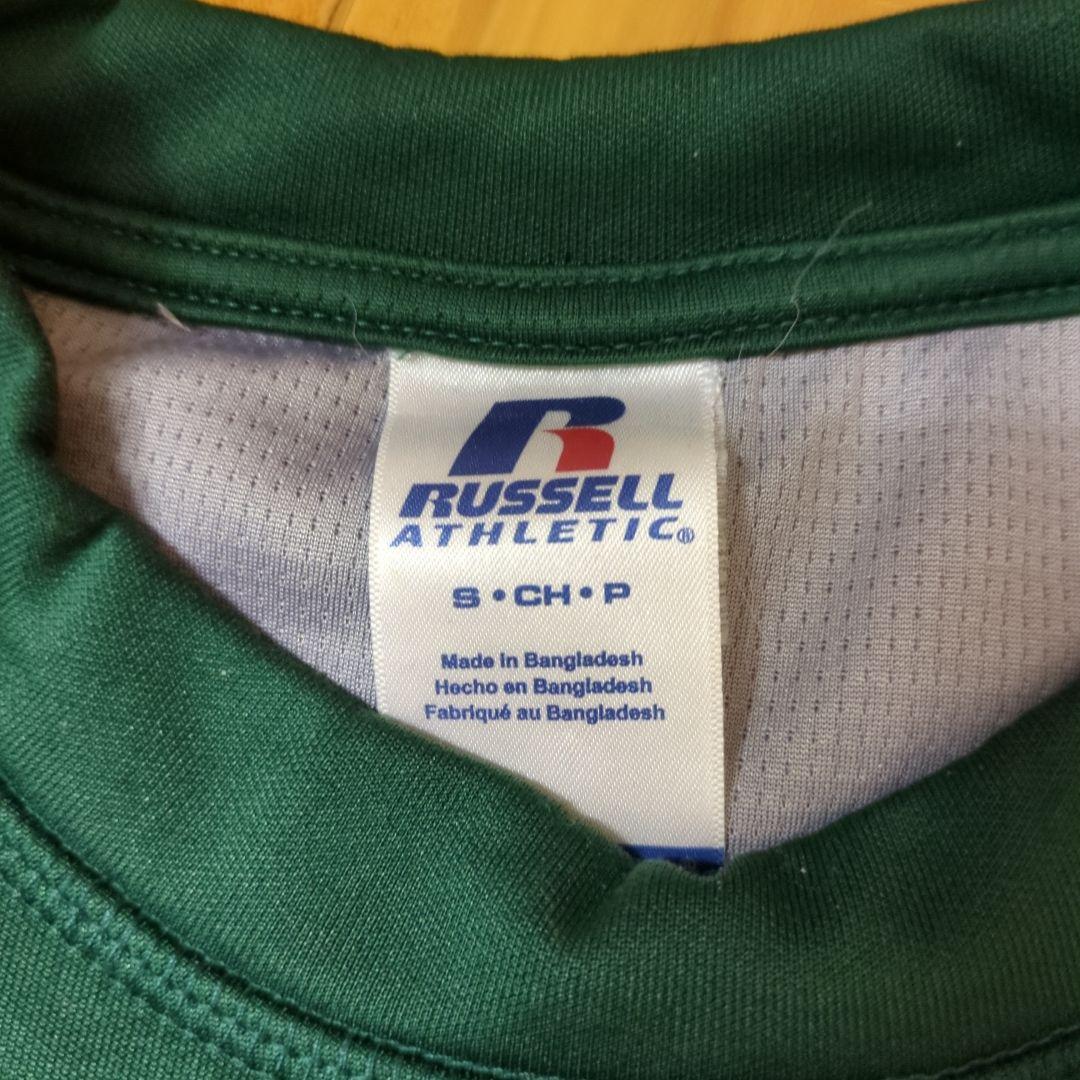 R
RUSSELL
ATHLETIC®
S • CH • P
Made in Bangladesh
Hecho en Bangladesh
Fabriqué au Bangladesh